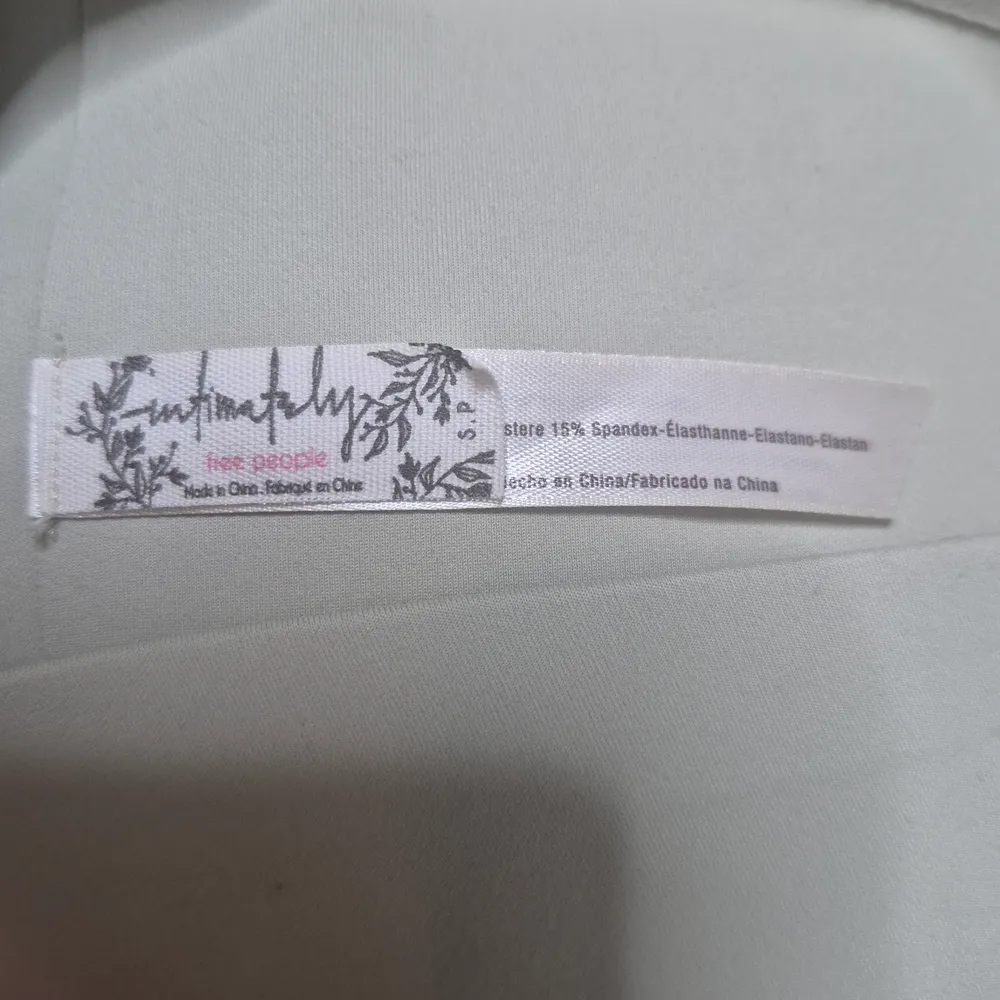 intimately
free people
Made in China . Fabriqué en Chine
S.P
stere 15% Spandex-Élasthanne-Elastano-Elastan
echo en China/Fabricado na China